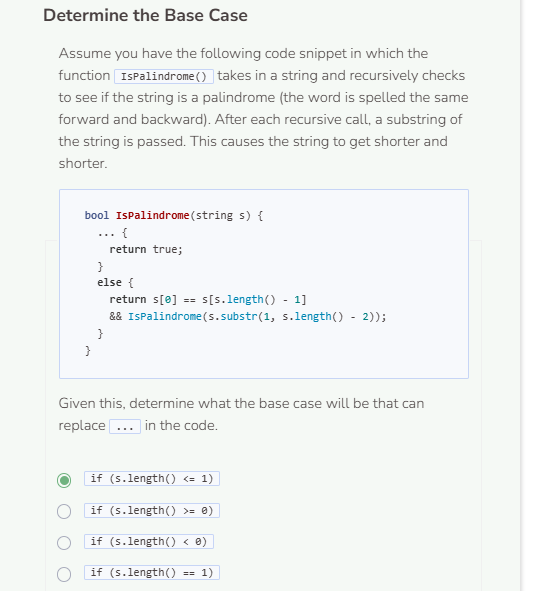 Determine the Base Case
Assume you have the following code snippet in which the
function IsPalindrome() takes in a string and recursively checks
to see if the string is a palindrome (the word is spelled the same
forward and backward). After each recursive call, a substring of
the string is passed. This causes the string to get shorter and
shorter.
bool IsPalindrome(string s) {
... {
return true;
}
else {
return s[0] == s[s.length() - 1]
&& IsPalindrome(s.substr(1, s.length() - 2));
}
}
Given this, determine what the base case will be that can
replace ... in the code.
if (s.length() <= 1)
if (s.length() >= 0)
if (s.length() < 0)
if (s.length() == 1)